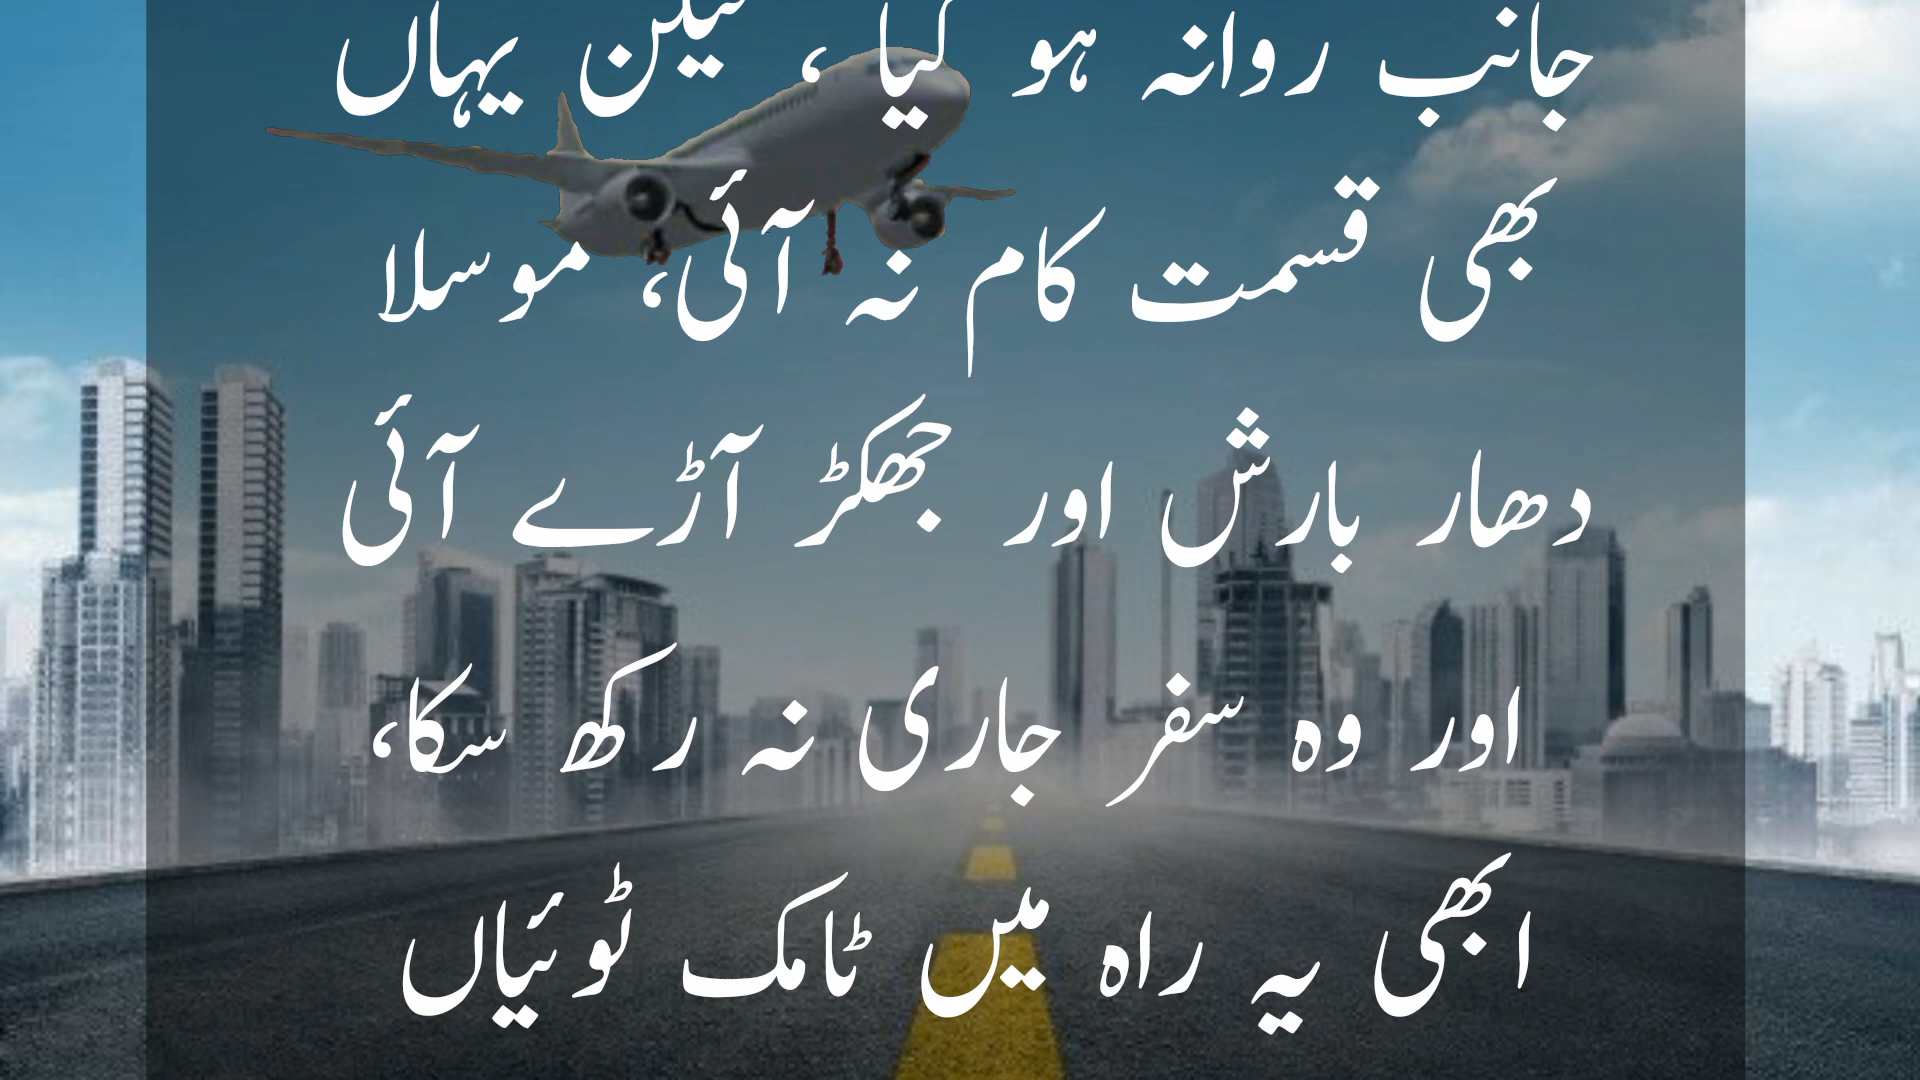 جانب روانہ ہو گیا ، لیکن یہاں
بھی قسمت کام نہ آئی، موسلا
دھار بارش اور جھکڑ آڑے آئی
اور وہ سفر جاری نہ رکھ سکا،
ابھی یہ راہ میں ٹامک ٹوئیاں